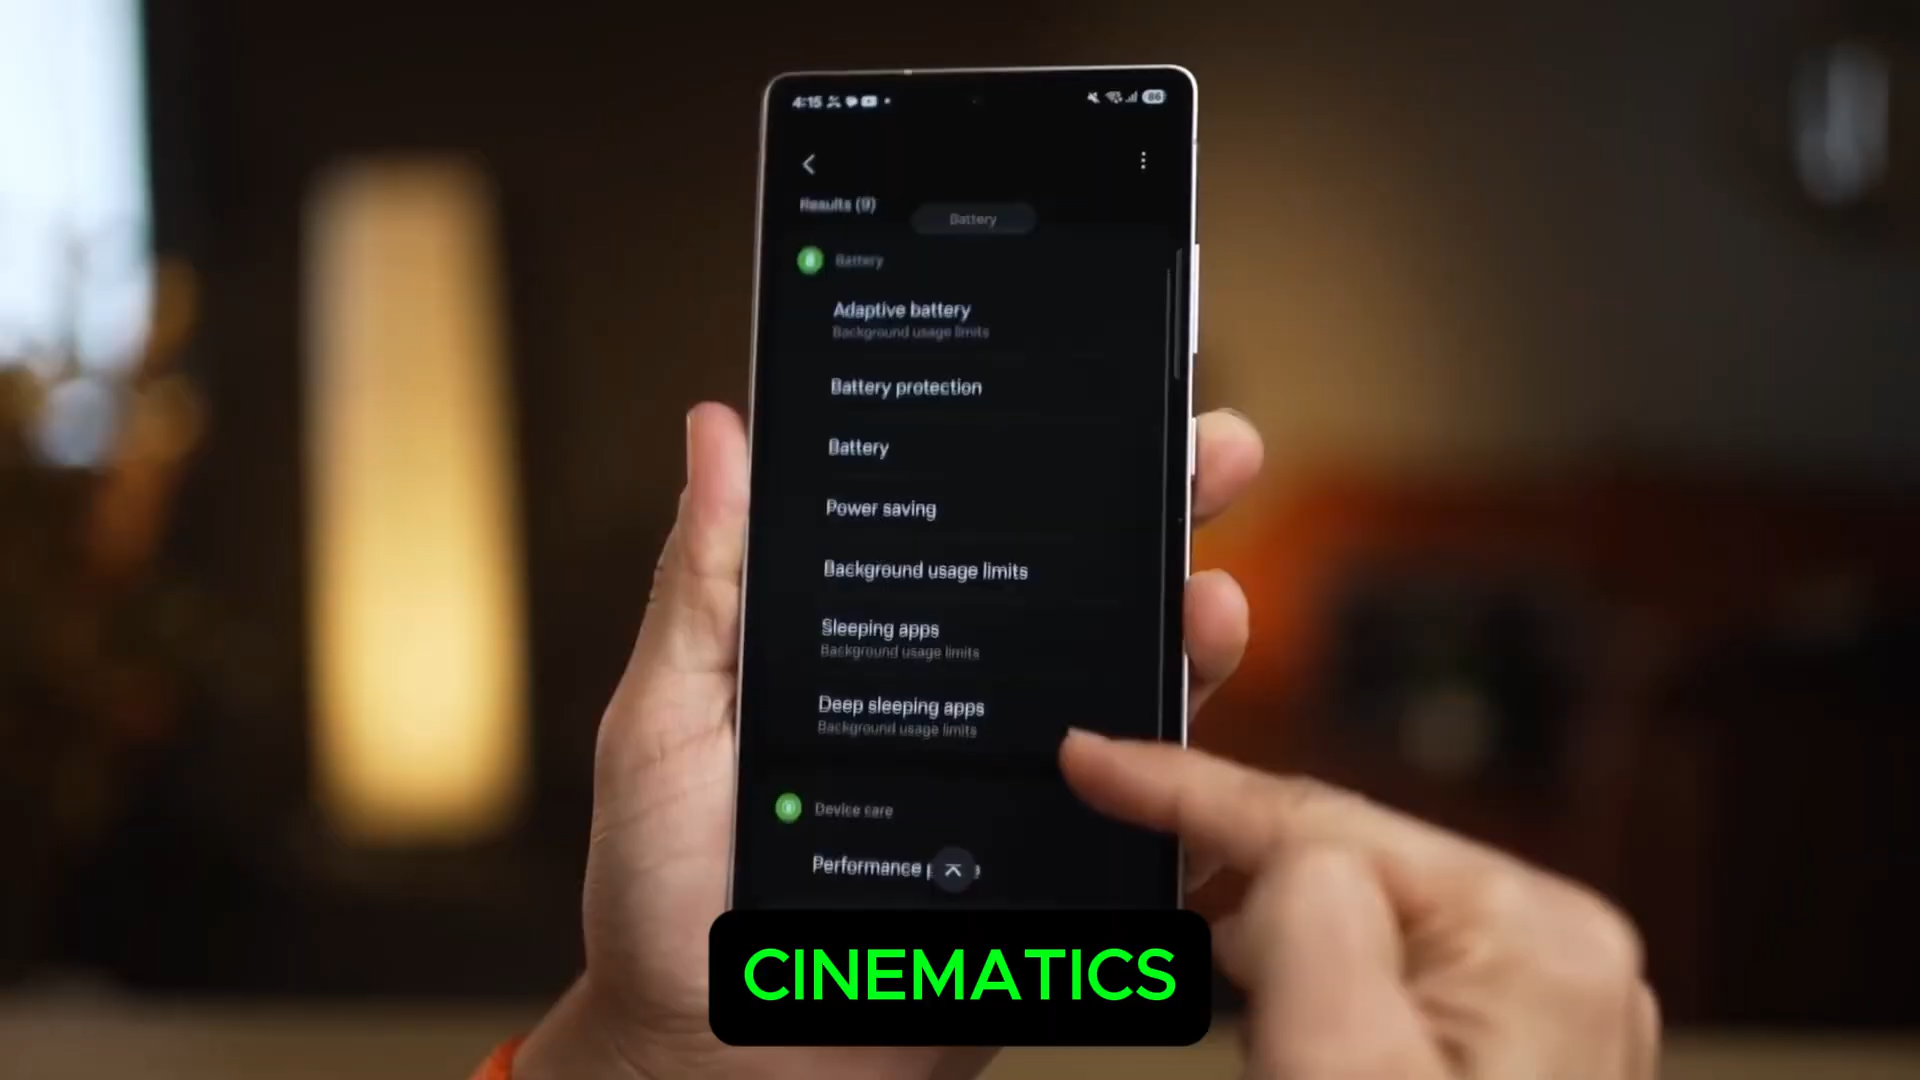 4:15
86
Results (9)
Battery
Battery
Adaptive battery
Background usage limits
Battery protection
Battery
Power saving
Background usage limits
Sleeping apps
Background usage limits
Deep sleeping apps
Background usage limits
Device care
Performance
CINEMATICS